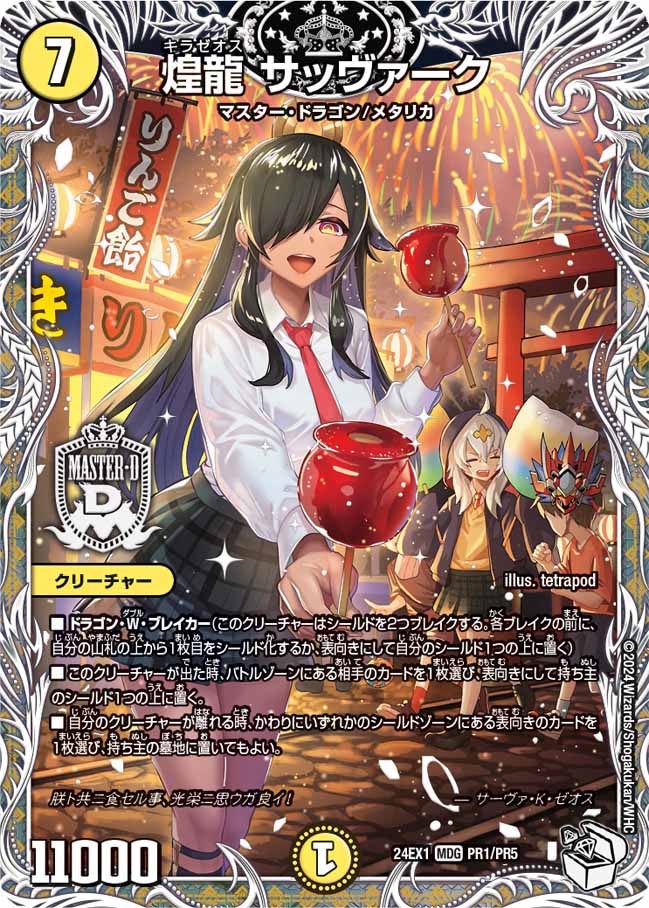 7
キラゼオス
煌龍 サッヴァーク
マスター・ドラゴン/メタリカ
りんご飴
き
り
MASTER-D
D
クリーチャー
illus. tetrapod
■ドラゴン・W・ブレイカー(このクリーチャーはシールドを2つブレイクする。各ブレイクの前に、
自分の山札の上から1枚目をシールド化するか、表向きにして自分のシールド1つの上に置く)
■このクリーチャーが出た時、バトルゾーンにある相手のカードを1枚選び、表向きにして持ち主
のシールド1つの上に置く。
■自分のクリーチャーが離れる時、かわりにいずれかのシールドゾーンにある表向きのカードを
1枚選び、持ち主の墓地に置いてもよい。
朕ト共ニ食セル事、光栄ニ思ウガ良イ! — サーヴァ・K・ゼオス
11000
1
24EX1 MDG PR1/PR5
©2024 Wizards/Shogakukan/WHC